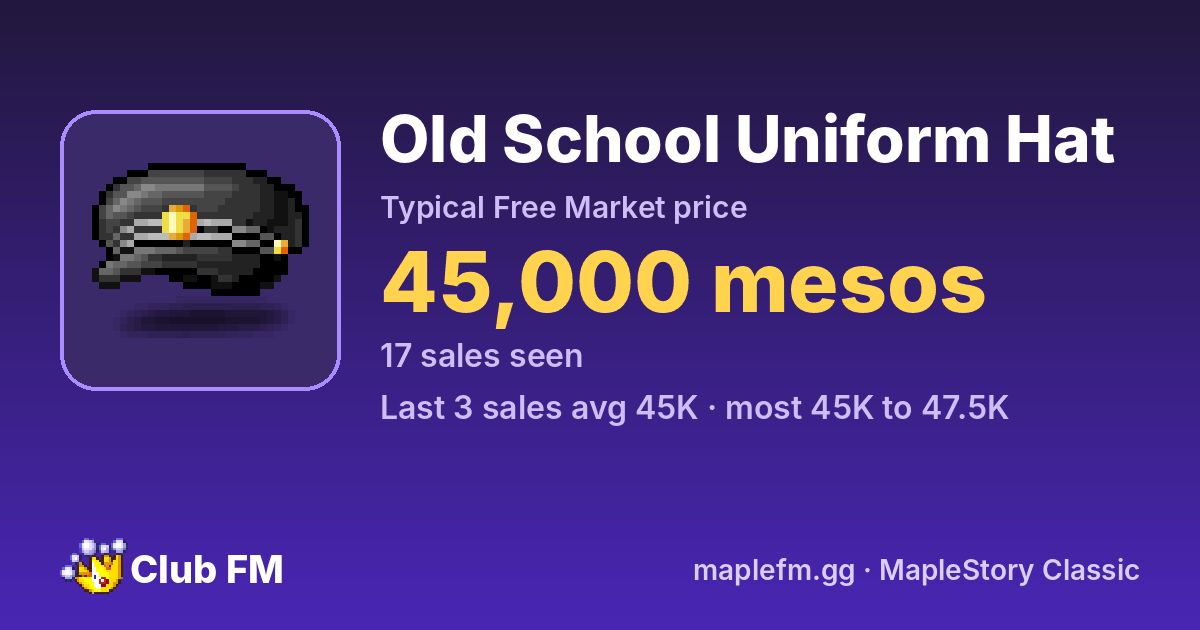 Old School Uniform Hat
Typical Free Market price
45,000 mesos
17 sales seen
Last 3 sales avg 45K · most 45K to 47.5K
Club FM
maplefm.gg · MapleStory Classic